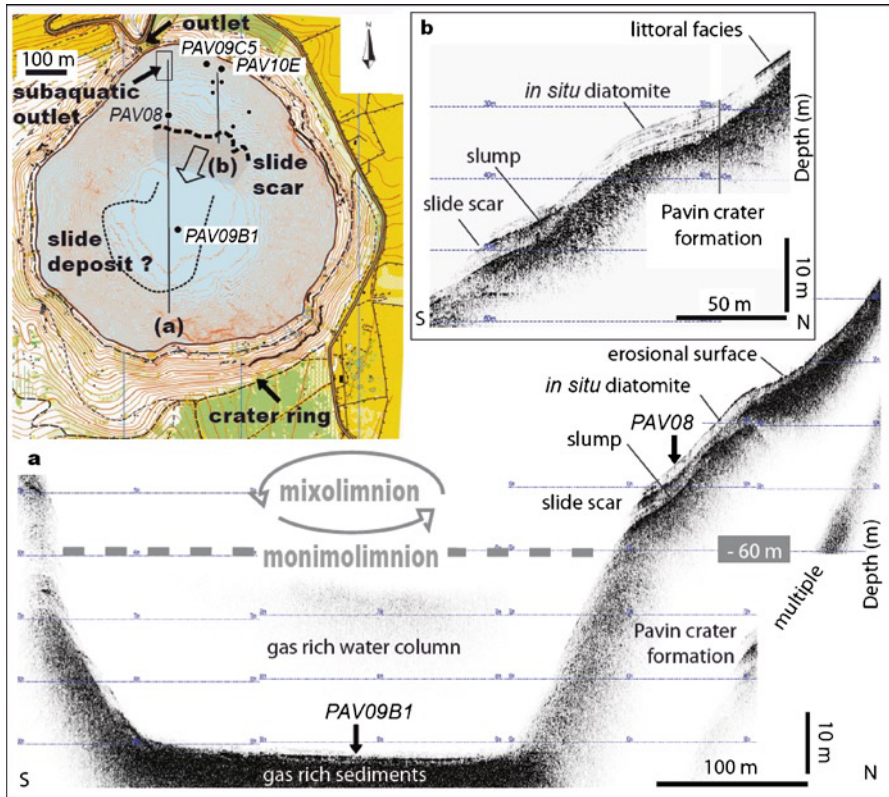 outlet
PAV09C5
PAV10E
N
100 m
subaquatic
outlet
PAV08
(b)
slide
scar
slide
deposit ?
PAV09B1
(a)
crater ring
b
littoral facies
in situ diatomite
Depth (m)
slump
slide scar
Pavin crater
formation
10 m
50 m
S
N
erosional surface
in situ diatomite
PAV08
slump
slide scar
a
mixolimnion
monimolimnion
- 60 m
Depth (m)
multiple
gas rich water column
Pavin crater
formation
PAV09B1
10 m
gas rich sediments
100 m
S
N